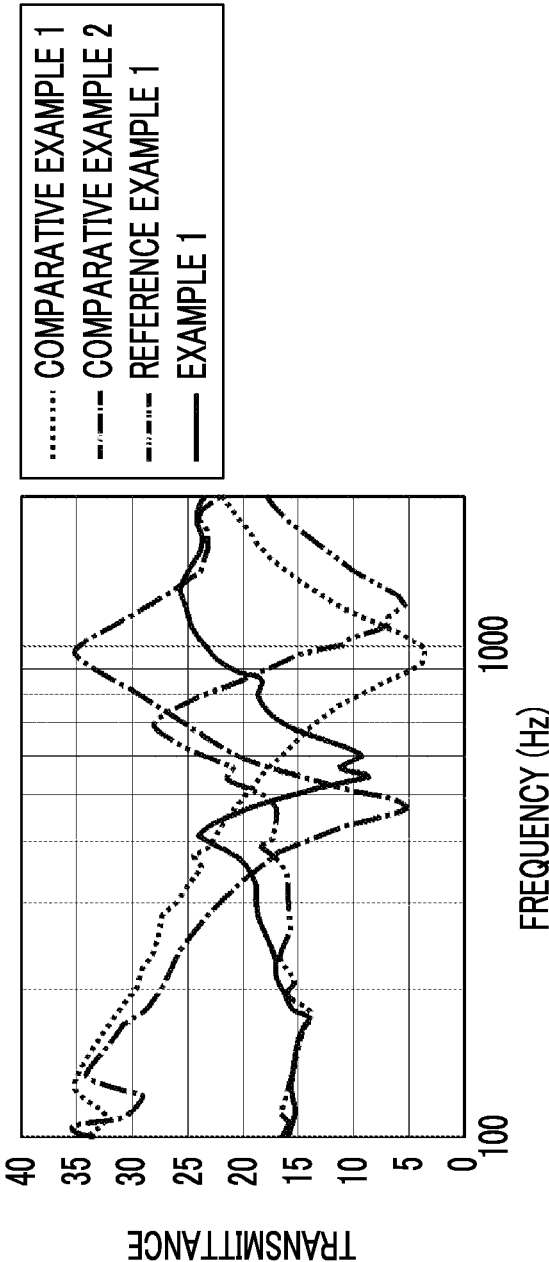 COMPARATIVE EXAMPLE 1
COMPARATIVE EXAMPLE 2
REFERENCE EXAMPLE 1
EXAMPLE 1
TRANSMITTANCE
40
35
30
25
20
15
10
5
0
100
1000
FREQUENCY (Hz)